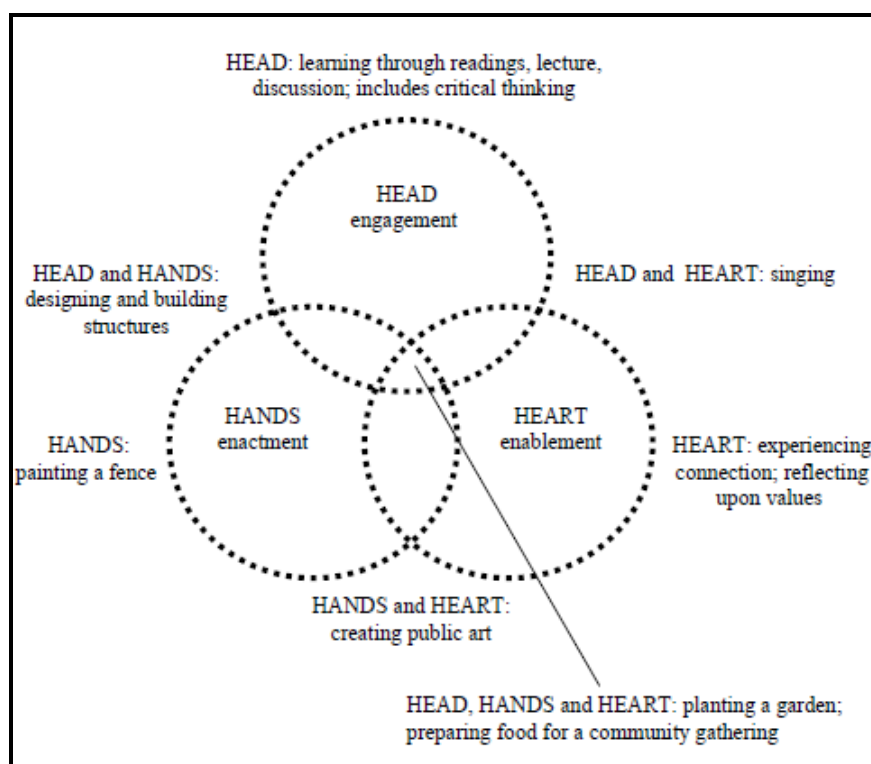 HEAD: learning through readings, lecture,
discussion; includes critical thinking
HEAD
engagement
HEAD and HANDS:
designing and building
structures
HEAD and HEART: singing
HANDS
enactment
HEART
enablement
HANDS:
painting a fence
HEART: experiencing
connection; reflecting
upon values
HANDS and HEART:
creating public art
HEAD, HANDS and HEART: planting a garden;
preparing food for a community gathering